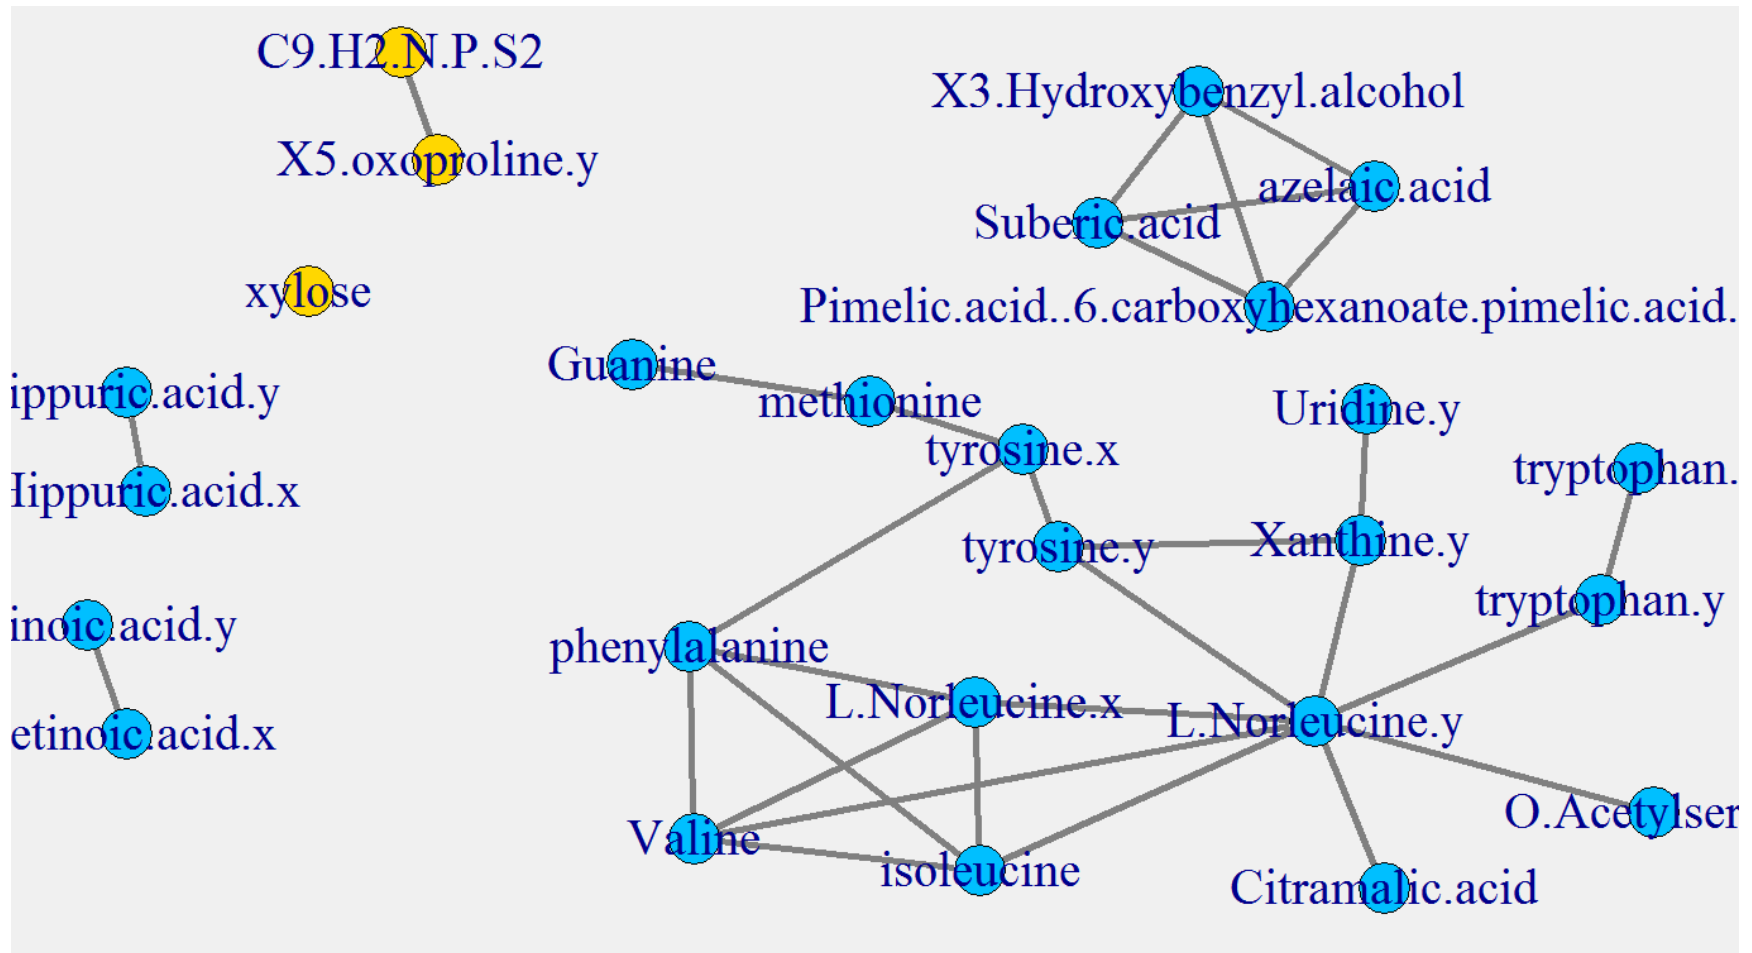 C9.H2.N.P.S2
X3.Hydroxybenzyl.alcohol
X5.oxoproline.y
azelaic.acid
Suberic.acid
xylose
Pimelic.acid..6.carboxyhexanoate.pimelic.acid.
Guanine
ippuric.acid.y
methionine
Uridine.y
tyrosine.x
tryptophan.
Hippuric.acid.x
tyrosine.y
Xanthine.y
tryptophan.y
inoic.acid.y
phenylalanine
L.Norleucine.x
L.Norleucine.y
etinoic.acid.x
O.Acetylser
Valine
isoleucine
Citramalic.acid